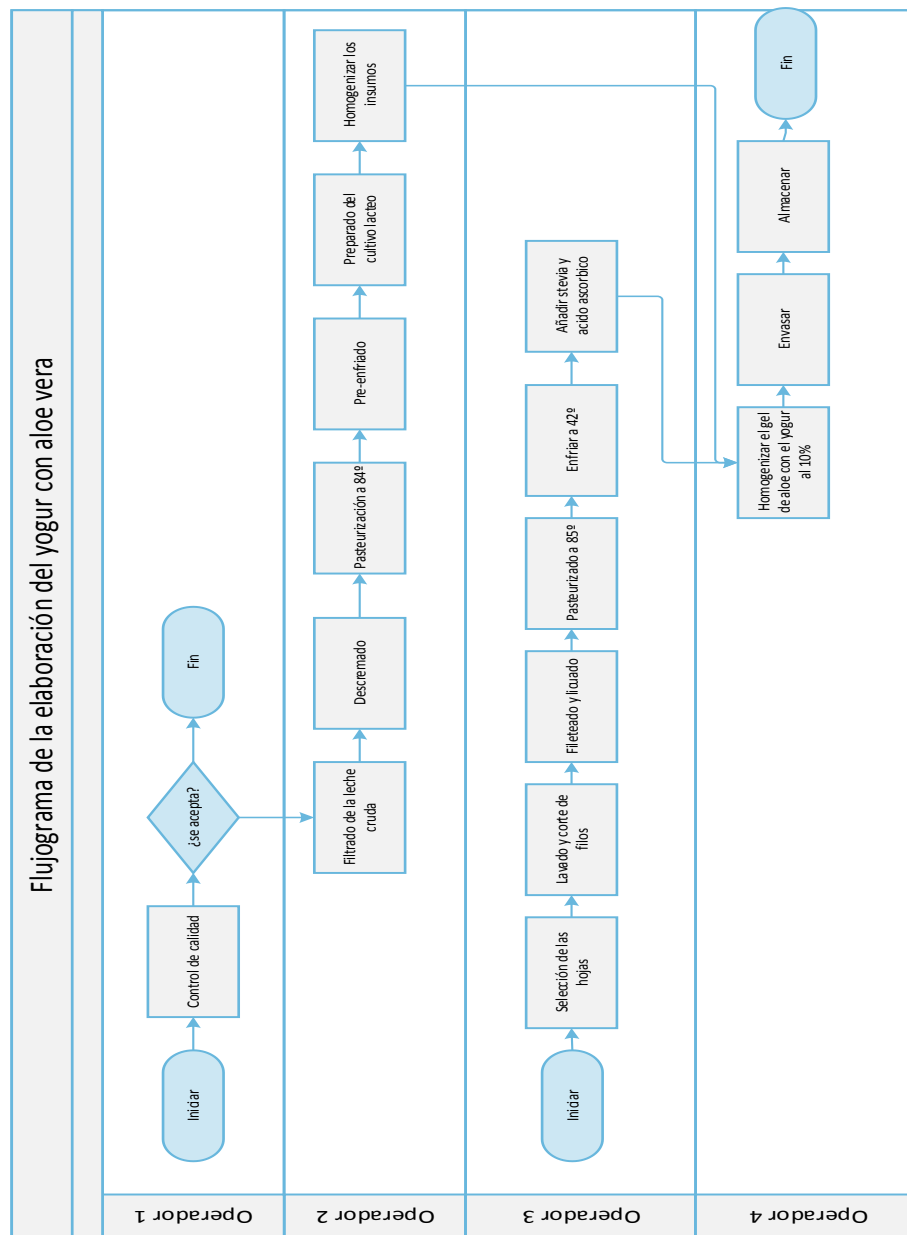 Flujograma de la elaboración del yogur con aloe vera
Operador 1
Iniciar
Control de calidad
¿se acepta?
Fin
Operador 2
Filtrado de la leche
cruda
Descremado
Pasteurización a 84º
Pre-enfriado
Preparado del
cultivo lacteo
Homogenizar los
insumos
Operador 3
Iniciar
Selección de las
hojas
Lavado y corte de
filos
Fileteado y licuado
Pasteurizado a 85º
Enfriar a 42º
Añadir stevia y
acido ascorbico
Operador 4
Homogenizar el gel
de aloe con el yogur
al 10%
Envasar
Almacenar
Fin